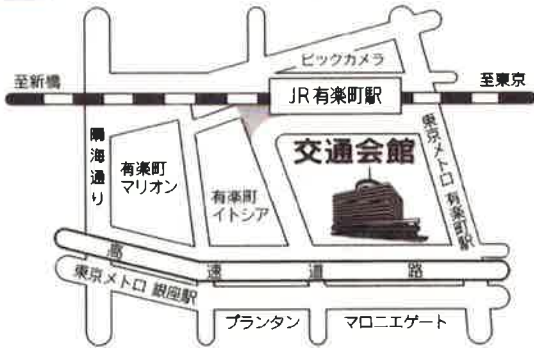 ビックカメラ
至新橋
至東京
JR有楽町駅
晴海通り
有楽町
マリオン
有楽町
イトシア
交通会館
東京メトロ 有楽町駅
高速道路
東京メトロ 銀座駅
プランタン
マロニエゲート